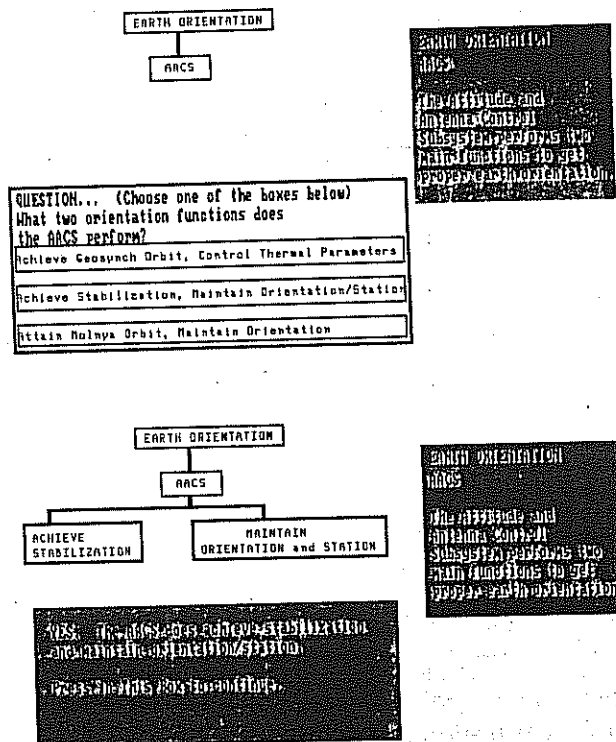 EARTH ORIENTATION
AACS
EARTH ORIENTATION
AACS
The Attitude and
Antenna Control
Subsystem performs two
main functions to get
proper earth orientation.
QUESTION... (Choose one of the boxes below)
What two orientation functions does
the AACS perform?
Achieve Geosynch Orbit, Control Thermal Parameters
Achieve Stabilization, Maintain Orientation/Station
Attain Molnya Orbit, Maintain Orientation
EARTH ORIENTATION
AACS
ACHIEVE
STABILIZATION
MAINTAIN
ORIENTATION and STATION
EARTH ORIENTATION
AACS
The Attitude and
Antenna Control
Subsystem performs two
main functions to get
proper earth orientation
YES. The AACS does achieve stabilization
and maintain orientation/station.
Press in this box to continue.